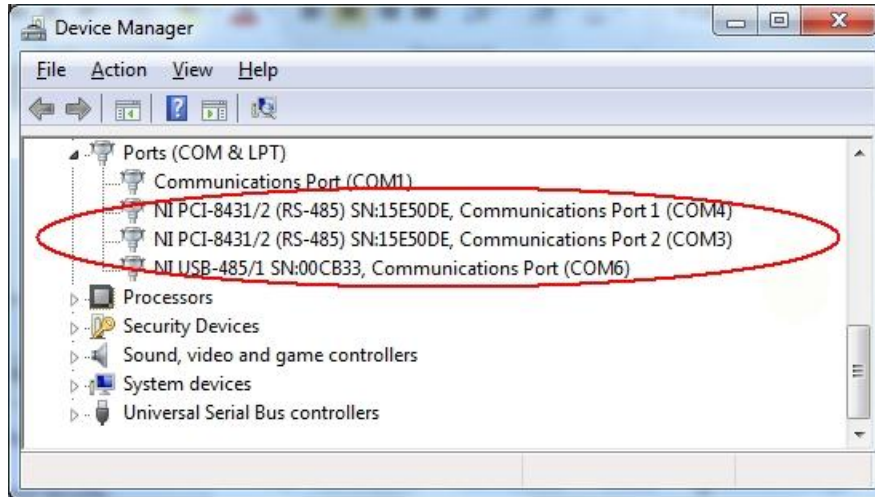 Device Manager
File Action View Help
Ports (COM & LPT)
Communications Port (COM1)
NI PCI-8431/2 (RS-485) SN:15E50DE, Communications Port 1 (COM4)
NI PCI-8431/2 (RS-485) SN:15E50DE, Communications Port 2 (COM3)
NI USB-485/1 SN:00CB33, Communications Port (COM6)
Processors
Security Devices
Sound, video and game controllers
System devices
Universal Serial Bus controllers